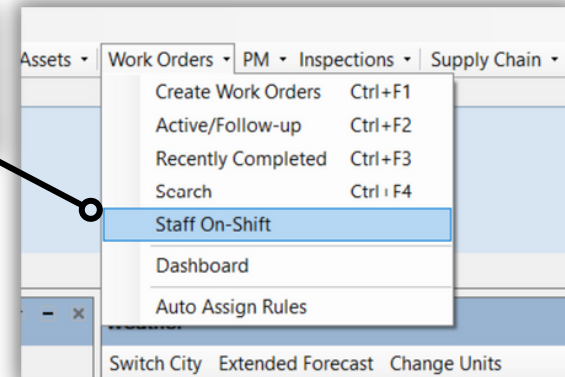 Assets Work Orders PM Inspections Supply Chain
Create Work Orders Ctrl+F1
Active/Follow-up Ctrl+F2
Recently Completed Ctrl+F3
Search Ctrl+F4
Staff On-Shift
Dashboard
Auto Assign Rules
Switch City Extended Forecast Change Units